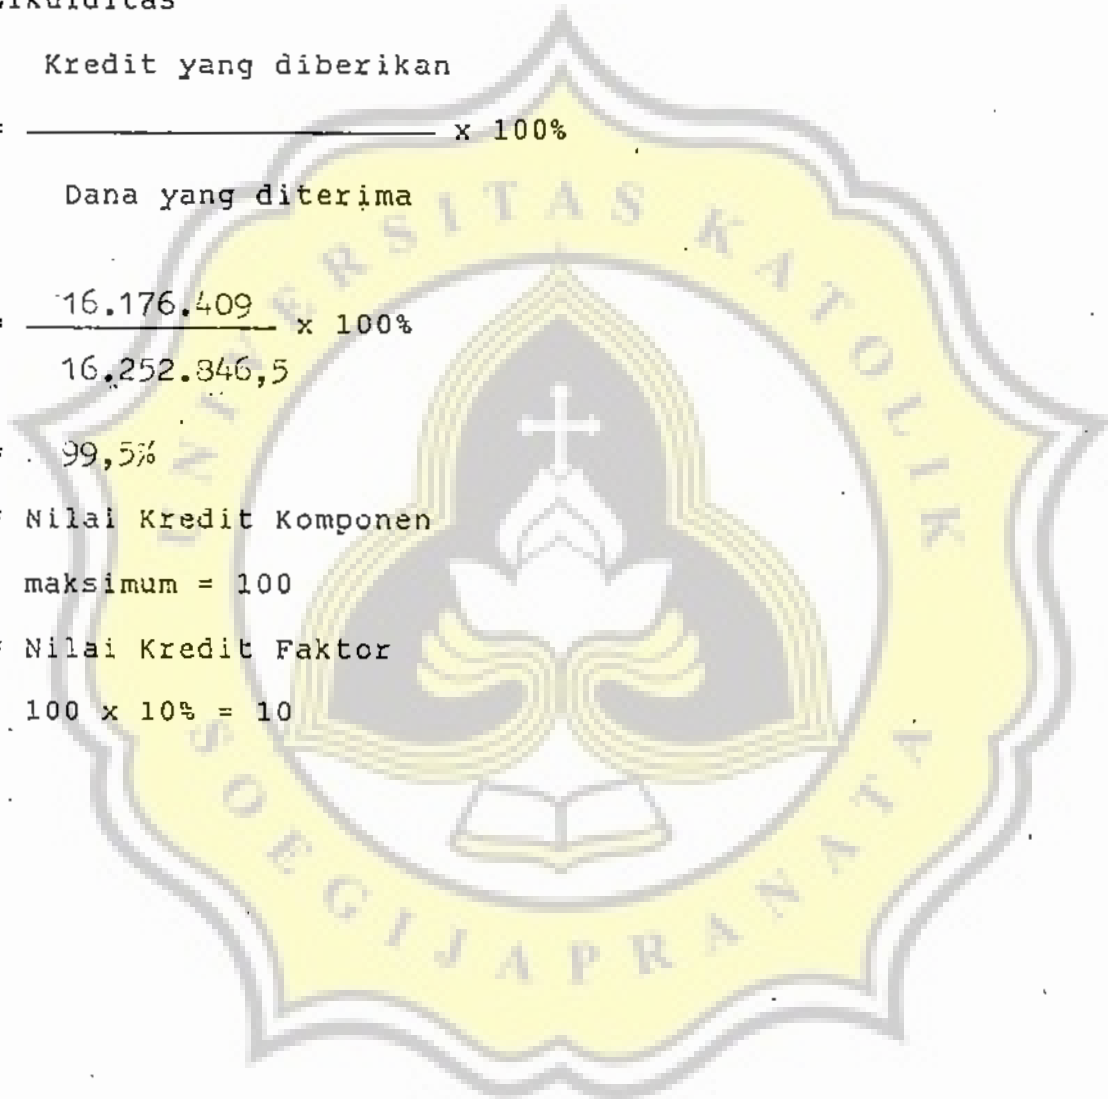 Kredit yang diberikan
= x 100%
Dana yang diterima
16.176.409
= x 100%
16.252.846,5
= 99,5%
= Nilai Kredit Komponen
maksimum = 100
= Nilai Kredit Faktor
100 x 10% = 10
UNIVERSITAS KATOLIK
SOEGIJAPRANATA